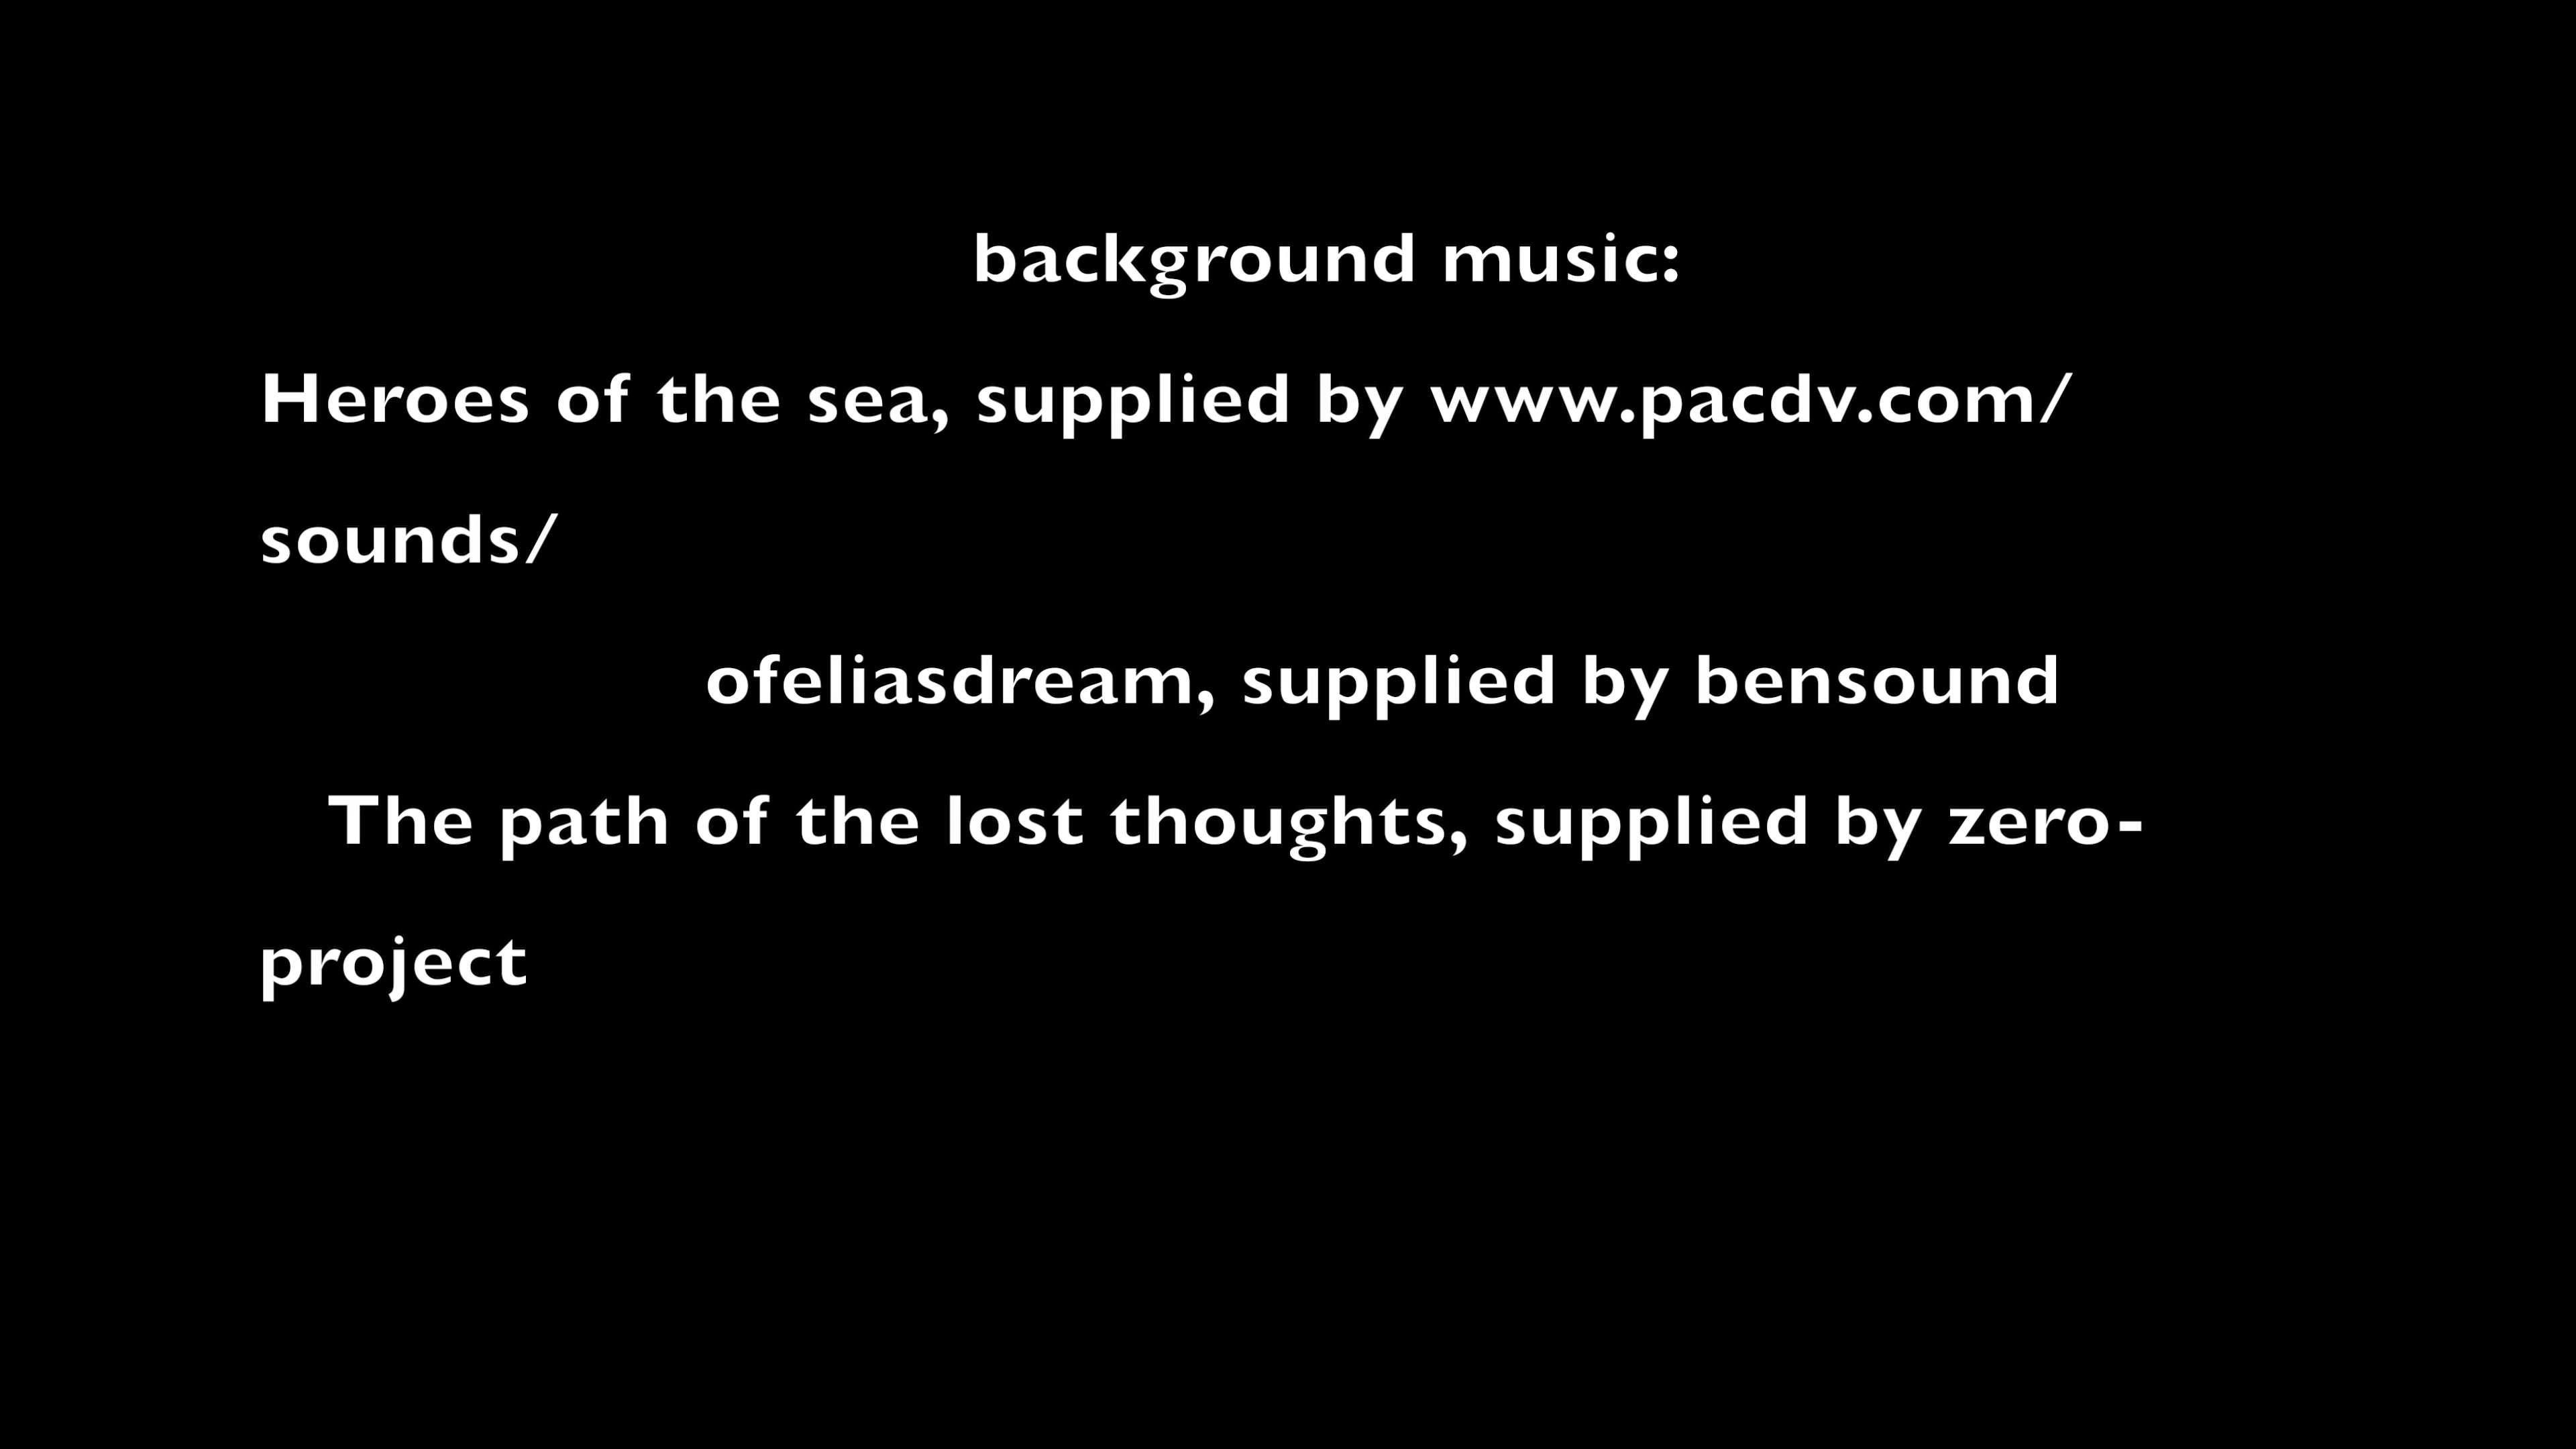 background music:
Heroes of the sea, supplied by www.pacdv.com/
sounds/
ofeliasdream, supplied by bensound
The path of the lost thoughts, supplied by zero-
project